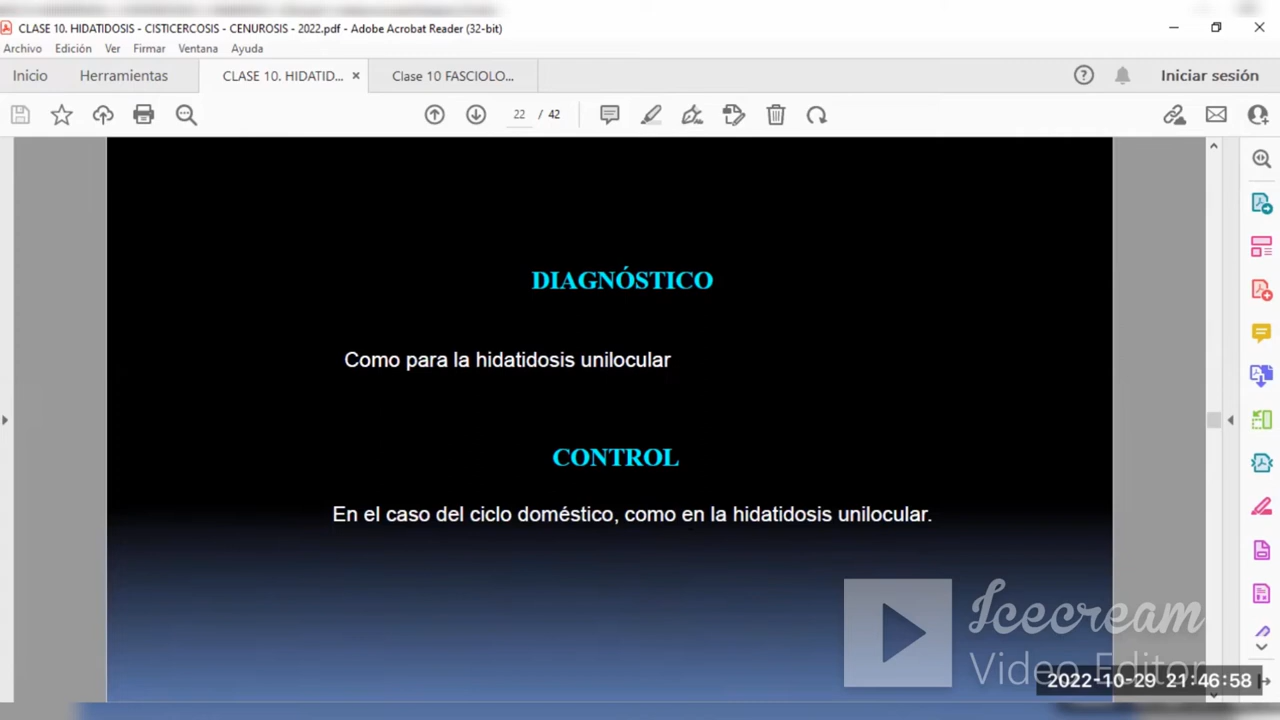 CLASE 10. HIDATIDOSIS - CISTICERCOSIS - CENUROSIS - 2022.pdf - Adobe Acrobat Reader (32-bit)
Archivo Edición Ver Firmar Ventana Ayuda
Inicio Herramientas CLASE 10. HIDATID... × Clase 10 FASCIOLO... Iniciar sesión
22 / 42
DIAGNÓSTICO
Como para la hidatidosis unilocular
CONTROL
En el caso del ciclo doméstico, como en la hidatidosis unilocular.
Icecream
Video Editor
2022-10-29 21:46:58